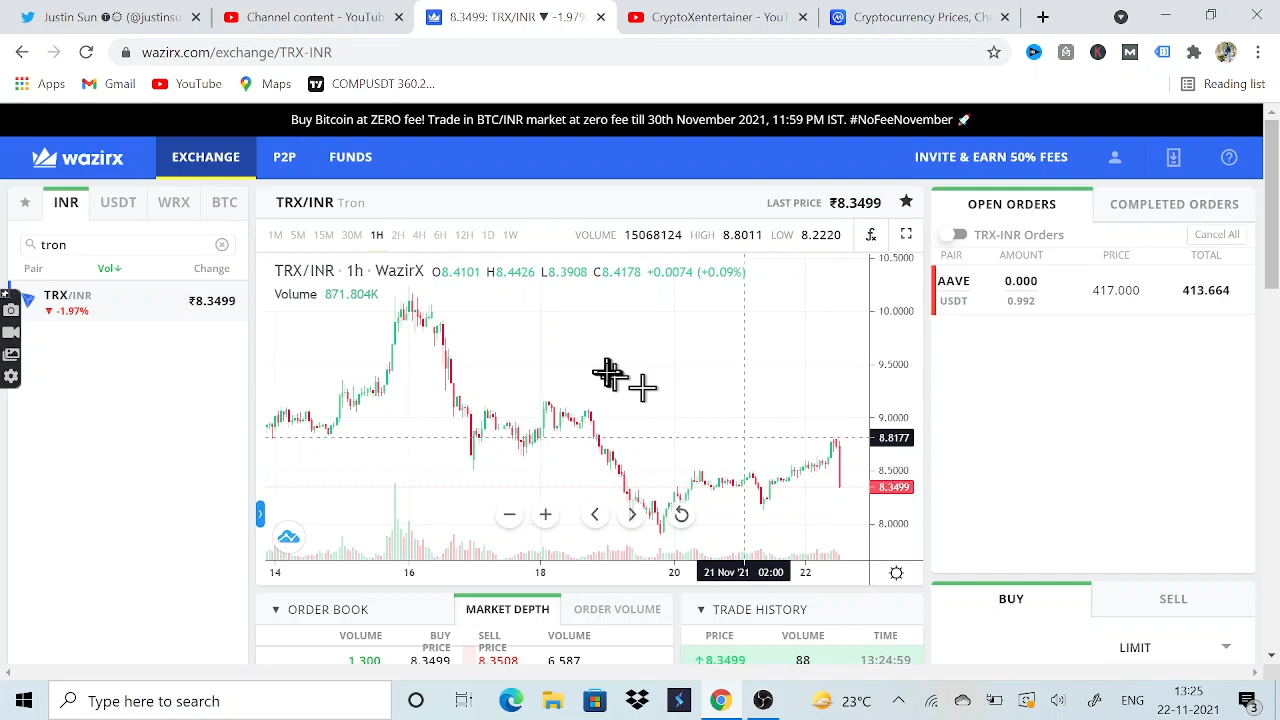 Twitter (@justinsu
Content channel - You
8.3499 TRX/INR ▼ -1.97%
CryptoXentertainer - YouT
Cryptocurrency Prices, Ch
wazirx.com/exchange/TRX-INR
Apps
Gmail
YouTube
Maps
COMPUSDT 360.2...
Reading list
Buy Bitcoin at ZERO fee! Trade in BTC/INR market at zero fee till 30th November 2021, 11:59 PM IST. #NoFeeNovember 🚀
wazirx
EXCHANGE
P2P
FUNDS
INVITE & EARN 50% FEES
INR
USDT
WRX
BTC
tron
Pair
Vol↓
Change
TRX/INR
▼ -1.97%
₹8.3499
TRX/INR Tron
LAST PRICE ₹8.3499
1M 5M 15M 30M 1H 2H 4H 6H 12H 1D 1W
VOLUME 15068124 HIGH 8.8011 LOW 8.2220
TRX/INR · 1h · WazirX O8.4101 H8.4426 L8.3908 C8.4178 +0.0074 (+0.09%)
Volume 871.804K
10.5000
10.0000
9.5000
9.0000
8.8177
8.5000
8.3499
8.0000
14
16
18
20
21 Nov '21 02:00
22
OPEN ORDERS
COMPLETED ORDERS
TRX-INR Orders
Cancel All
PAIR
AMOUNT
PRICE
TOTAL
AAVE
USDT
0.000
0.992
417.000
413.664
▼ ORDER BOOK
MARKET DEPTH
ORDER VOLUME
VOLUME
BUY PRICE
SELL PRICE
VOLUME
1,300
8.3499
8.3508
6,587
▼ TRADE HISTORY
PRICE
VOLUME
TIME
↑8.3499
88
13:24:59
BUY
SELL
LIMIT
Type here to search
23°C
ENG
13:25
22-11-2021
3